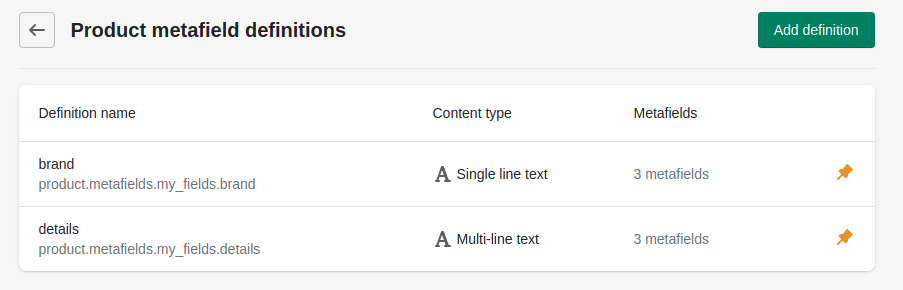 Product metafield definitions
Add definition
Definition name Content type Metafields
brand
product.metafields.my_fields.brand
Single line text
3 metafields
details
product.metafields.my_fields.details
Multi-line text
3 metafields